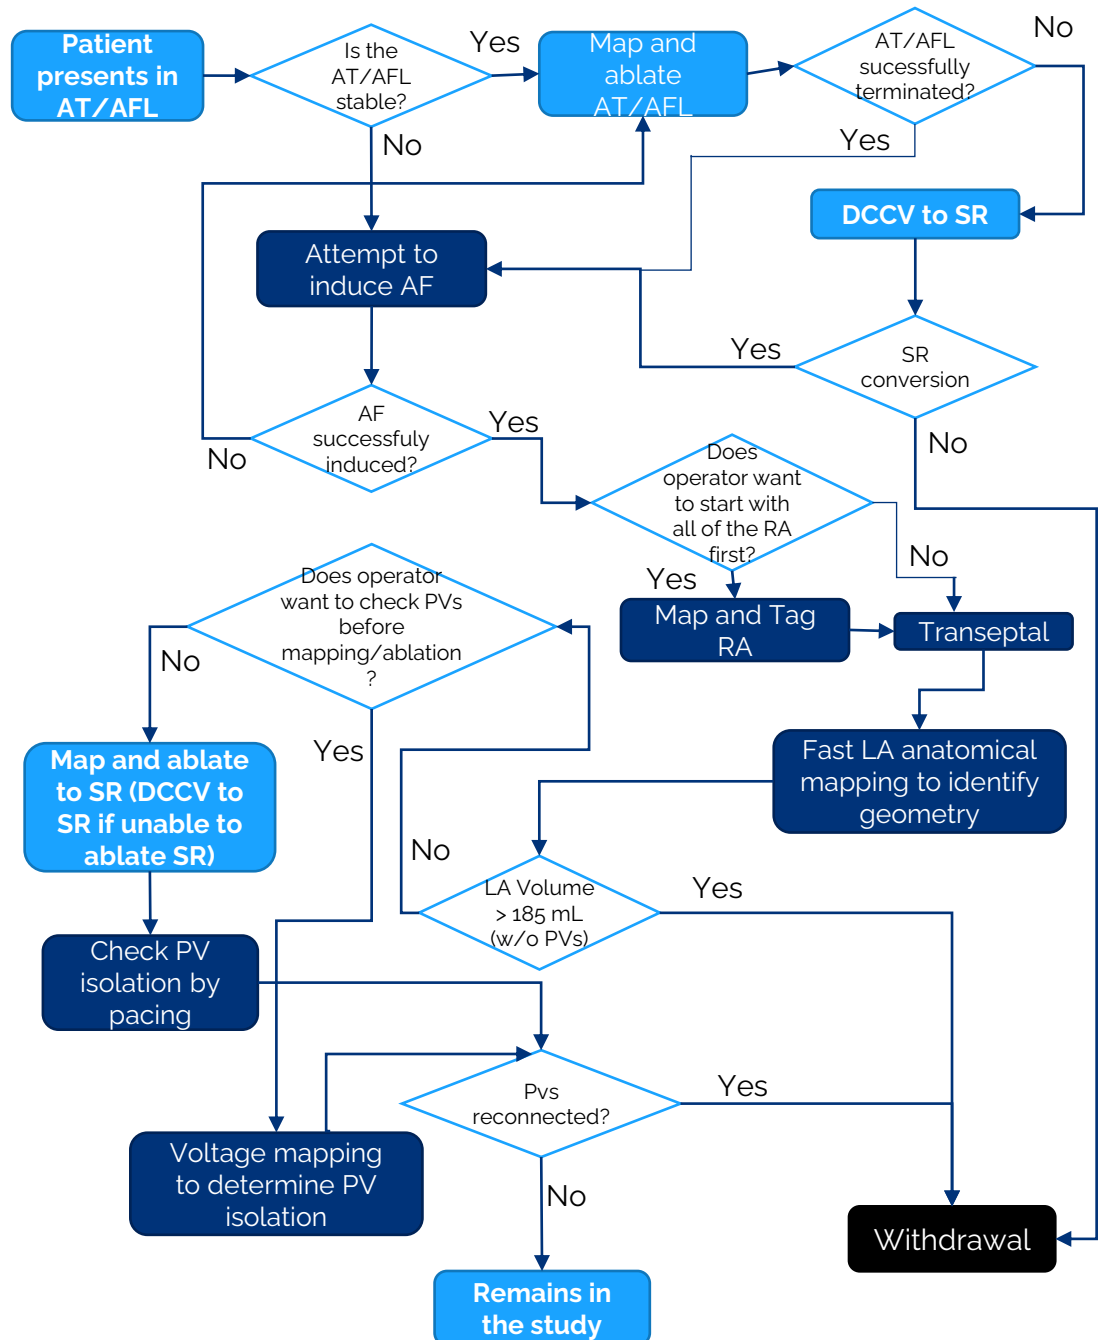 Patient
presents in
AT/AFL
Is the
AT/AFL
stable?
Yes
Map and
ablate
AT/AFL
AT/AFL
sucessfully
terminated?
No
No
Yes
DCCV to SR
Attempt to
induce AF
Yes
SR
conversion
No
AF
successfuly
induced?
No
Yes
Does
operator want
to start with
all of the RA
first?
No
Yes
Map and Tag
RA
Transeptal
Does operator
want to check PVs
before
mapping/ablation
?
No
Yes
Map and ablate
to SR (DCCV to
SR if unable to
ablate SR)
Fast LA anatomical
mapping to identify
geometry
No
LA Volume
> 185 mL
(w/o PVs)
Yes
Check PV
isolation by
pacing
Pvs
reconnected?
Yes
Voltage mapping
to determine PV
isolation
No
Withdrawal
Remains in
the study